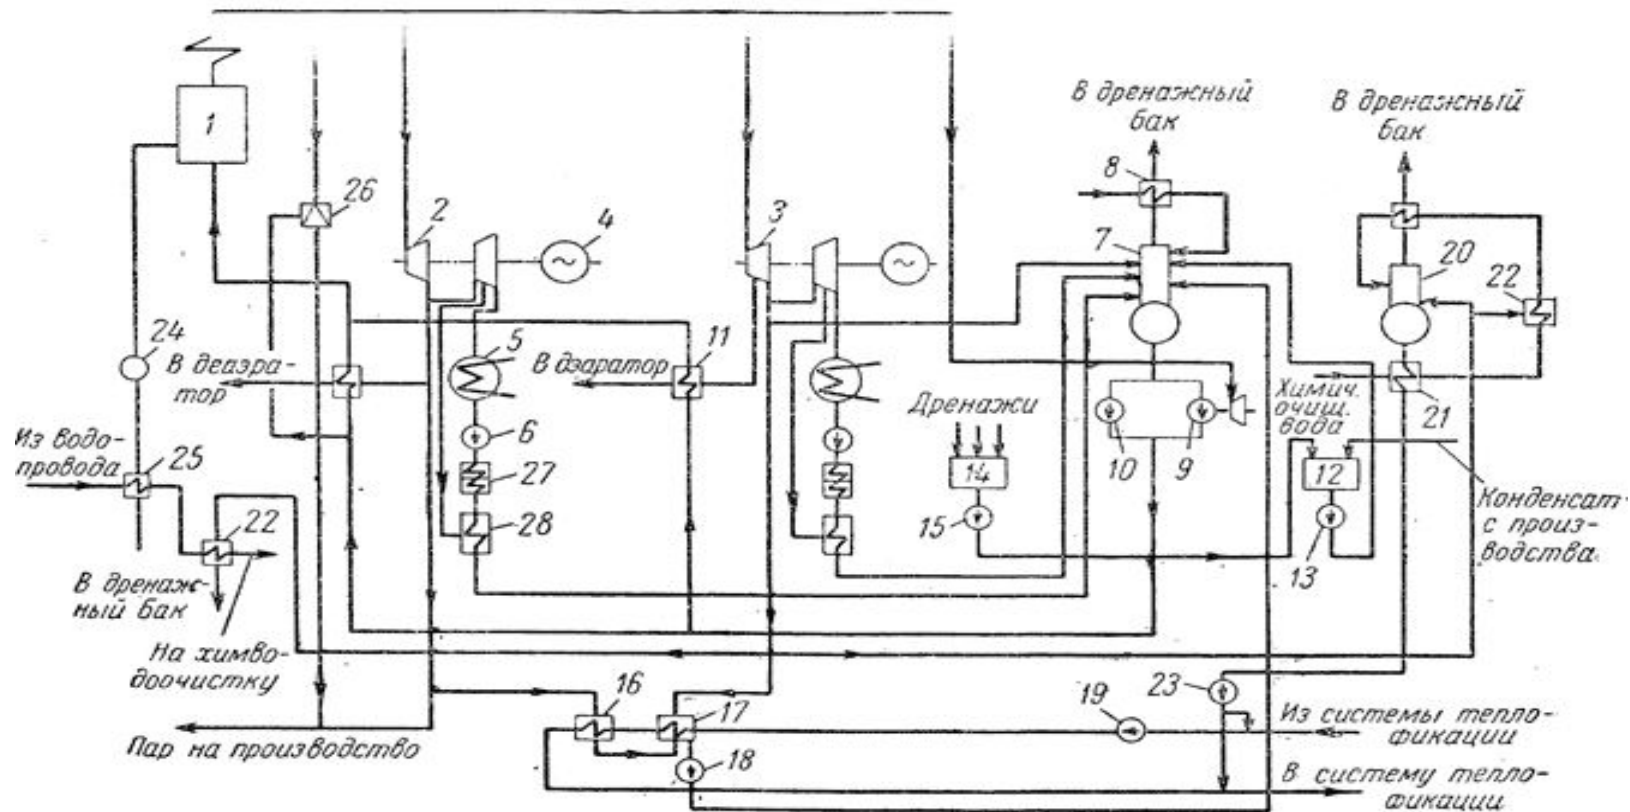 В дренажный
бак
В дренажный
бак
1
26
2
4
3
8
7
20
22
24
В деаэра-
тор
5
11
В дэаратор
6
Дренажи
Химич.
очищ.
вода
21
10
9
Из водо-
провода
25
27
14
12
Конденсат
с произ-
водства.
22
28
15
13
В дренаж-
ный бак
На химво-
доочистку
16
17
23
19
Из системы тепло-
фикации
Пар на производство
18
В систему тепло-
фикации